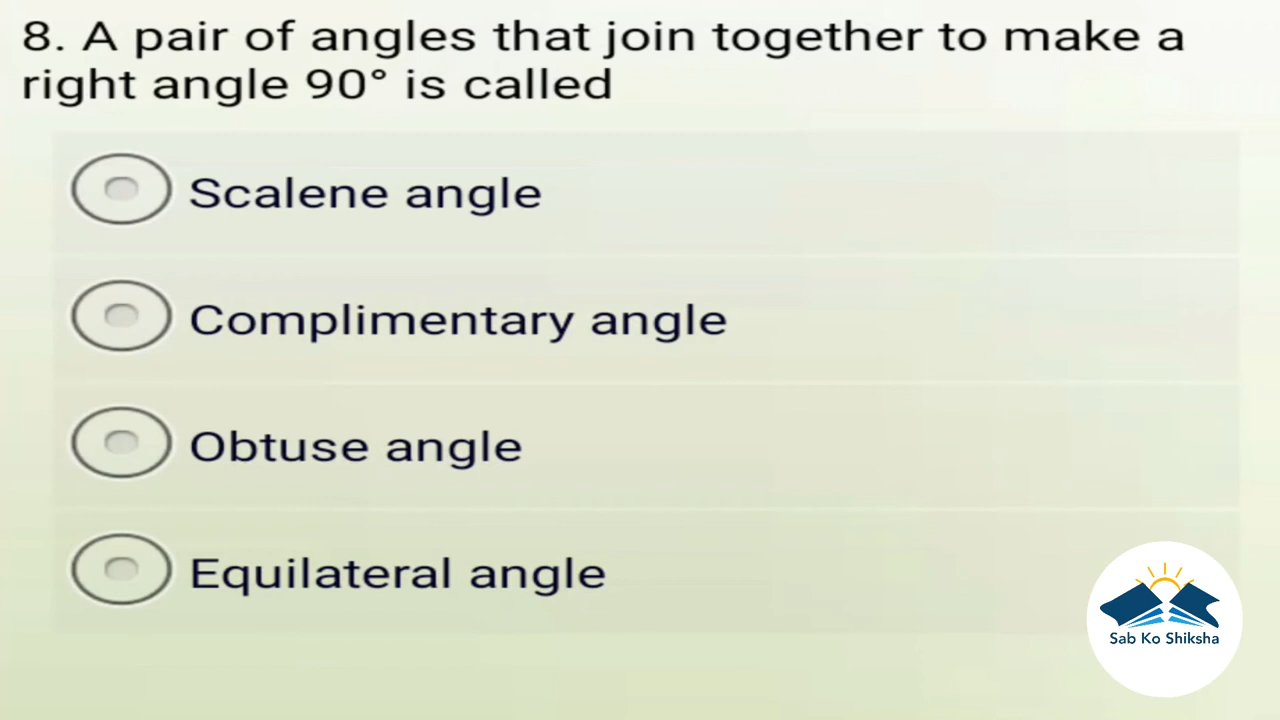 8. A pair of angles that join together to make a
right angle 90° is called
Scalene angle
Complimentary angle
Obtuse angle
Equilateral angle
Sab Ko Shiksha